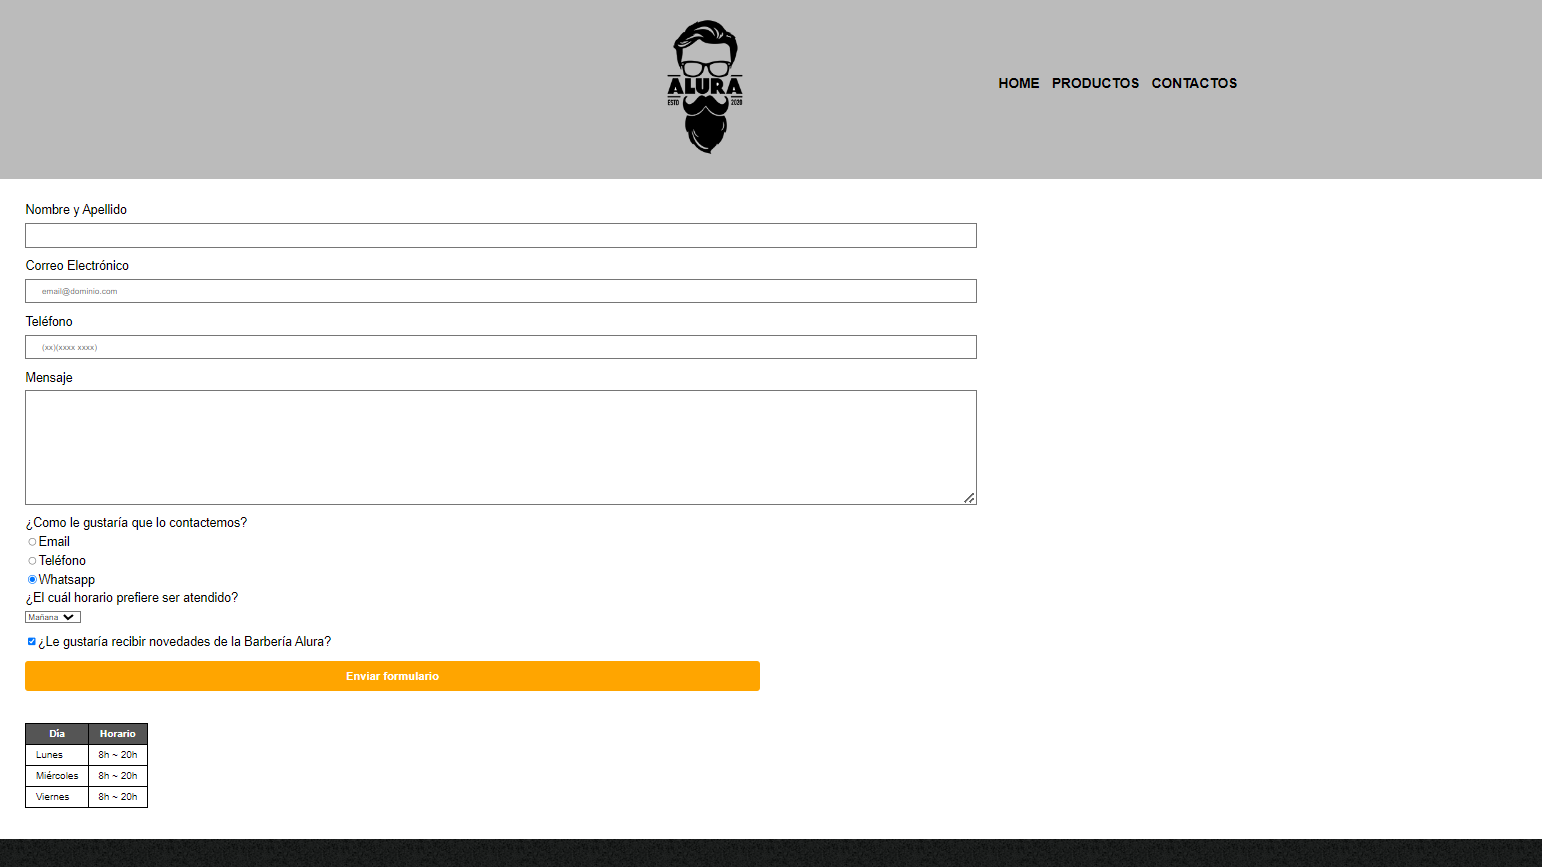 ALURA
ESTD 2020
HOME PRODUCTOS CONTACTOS
Nombre y Apellido
Correo Electrónico
email@dominio.com
Teléfono
(xx)(xxxx xxxx)
Mensaje
¿Como le gustaría que lo contactemos?
Email
Teléfono
Whatsapp
¿El cuál horario prefiere ser atendido?
Mañana
¿Le gustaría recibir novedades de la Barbería Alura?
Enviar formulario
Día Horario
Lunes 8h ~ 20h
Miércoles 8h ~ 20h
Viernes 8h ~ 20h